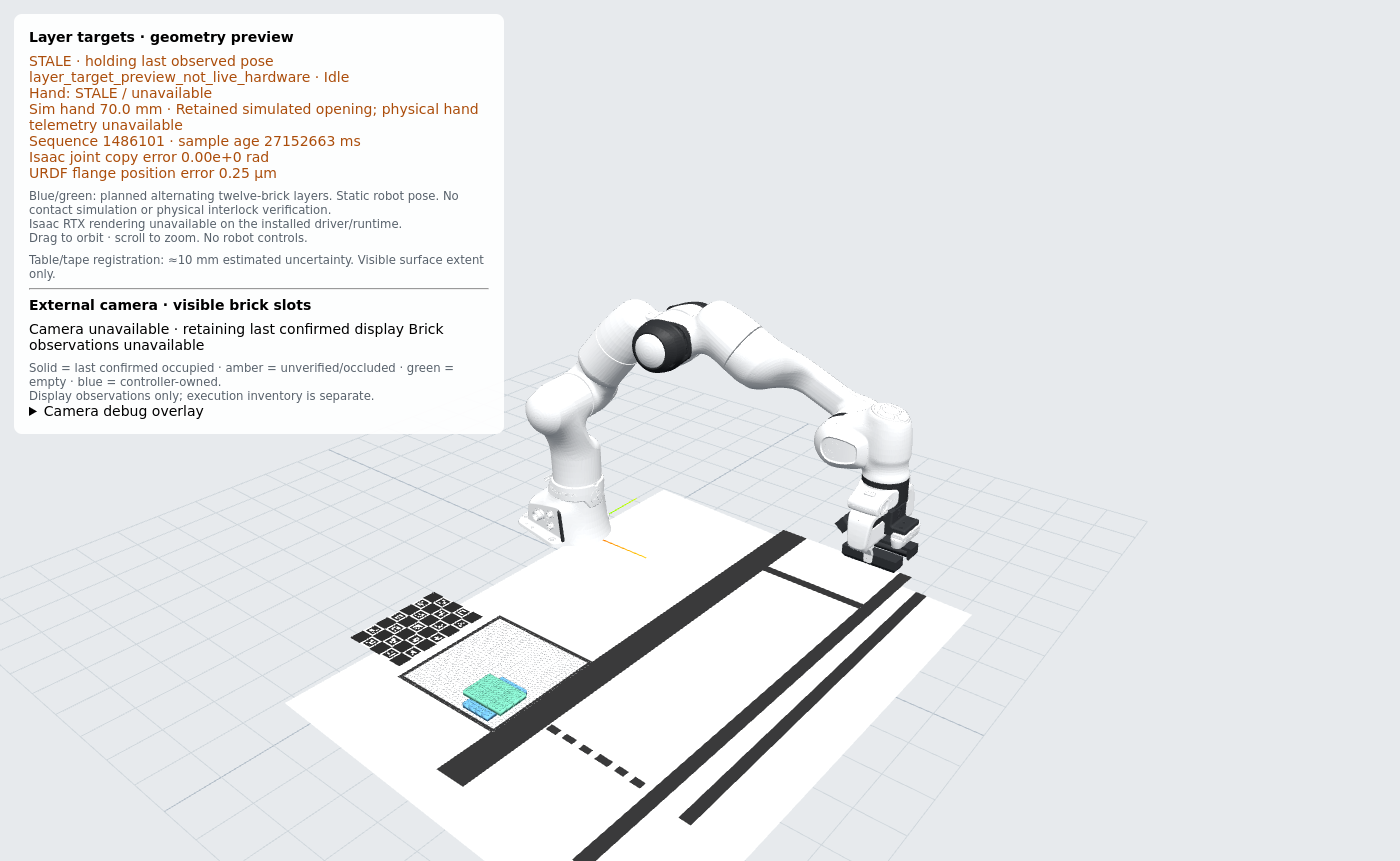 Layer targets · geometry preview
STALE · holding last observed pose
layer_target_preview_not_live_hardware · Idle
Hand: STALE / unavailable
Sim hand 70.0 mm · Retained simulated opening; physical hand
telemetry unavailable
Sequence 1486101 · sample age 27152663 ms
Isaac joint copy error 0.00e+0 rad
URDF flange position error 0.25 µm
Blue/green: planned alternating twelve-brick layers. Static robot pose. No
contact simulation or physical interlock verification.
Isaac RTX rendering unavailable on the installed driver/runtime.
Drag to orbit · scroll to zoom. No robot controls.
Table/tape registration: ≈10 mm estimated uncertainty. Visible surface extent
only.
External camera · visible brick slots
Camera unavailable · retaining last confirmed display Brick
observations unavailable
Solid = last confirmed occupied · amber = unverified/occluded · green =
empty · blue = controller-owned.
Display observations only; execution inventory is separate.
Camera debug overlay